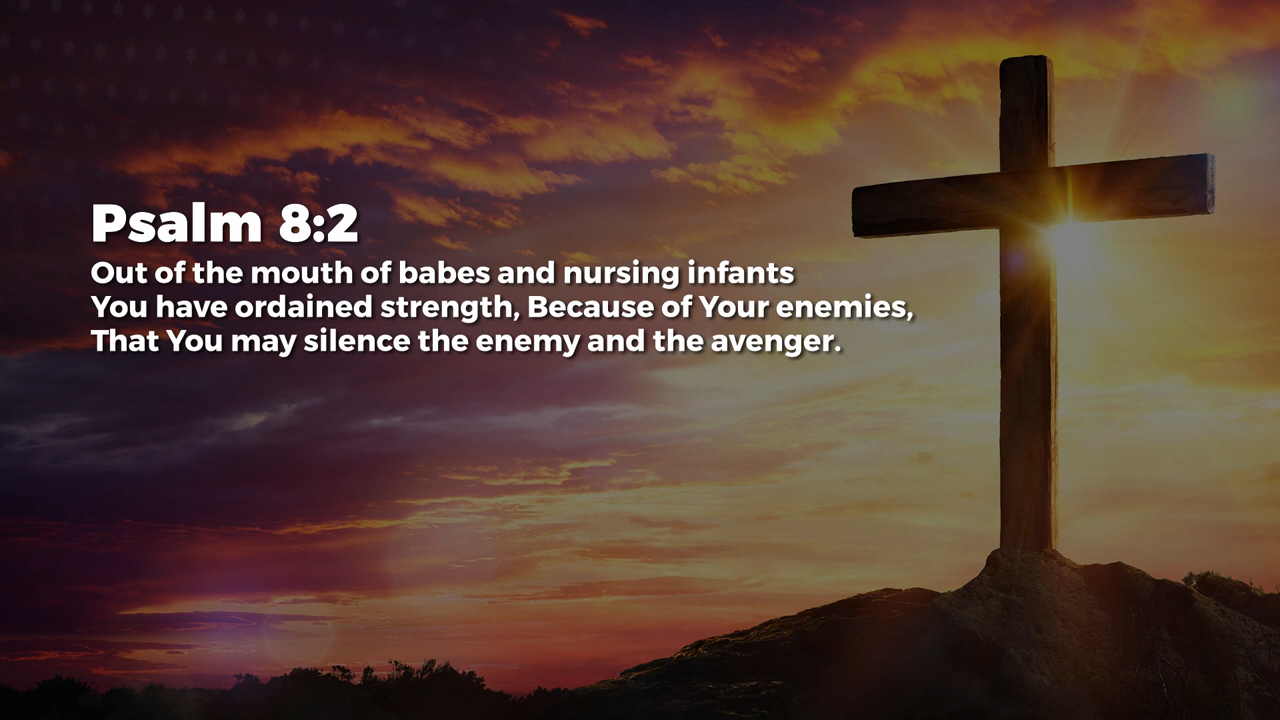 Psalm 8:2
Out of the mouth of babes and nursing infants
You have ordained strength, Because of Your enemies,
That You may silence the enemy and the avenger.